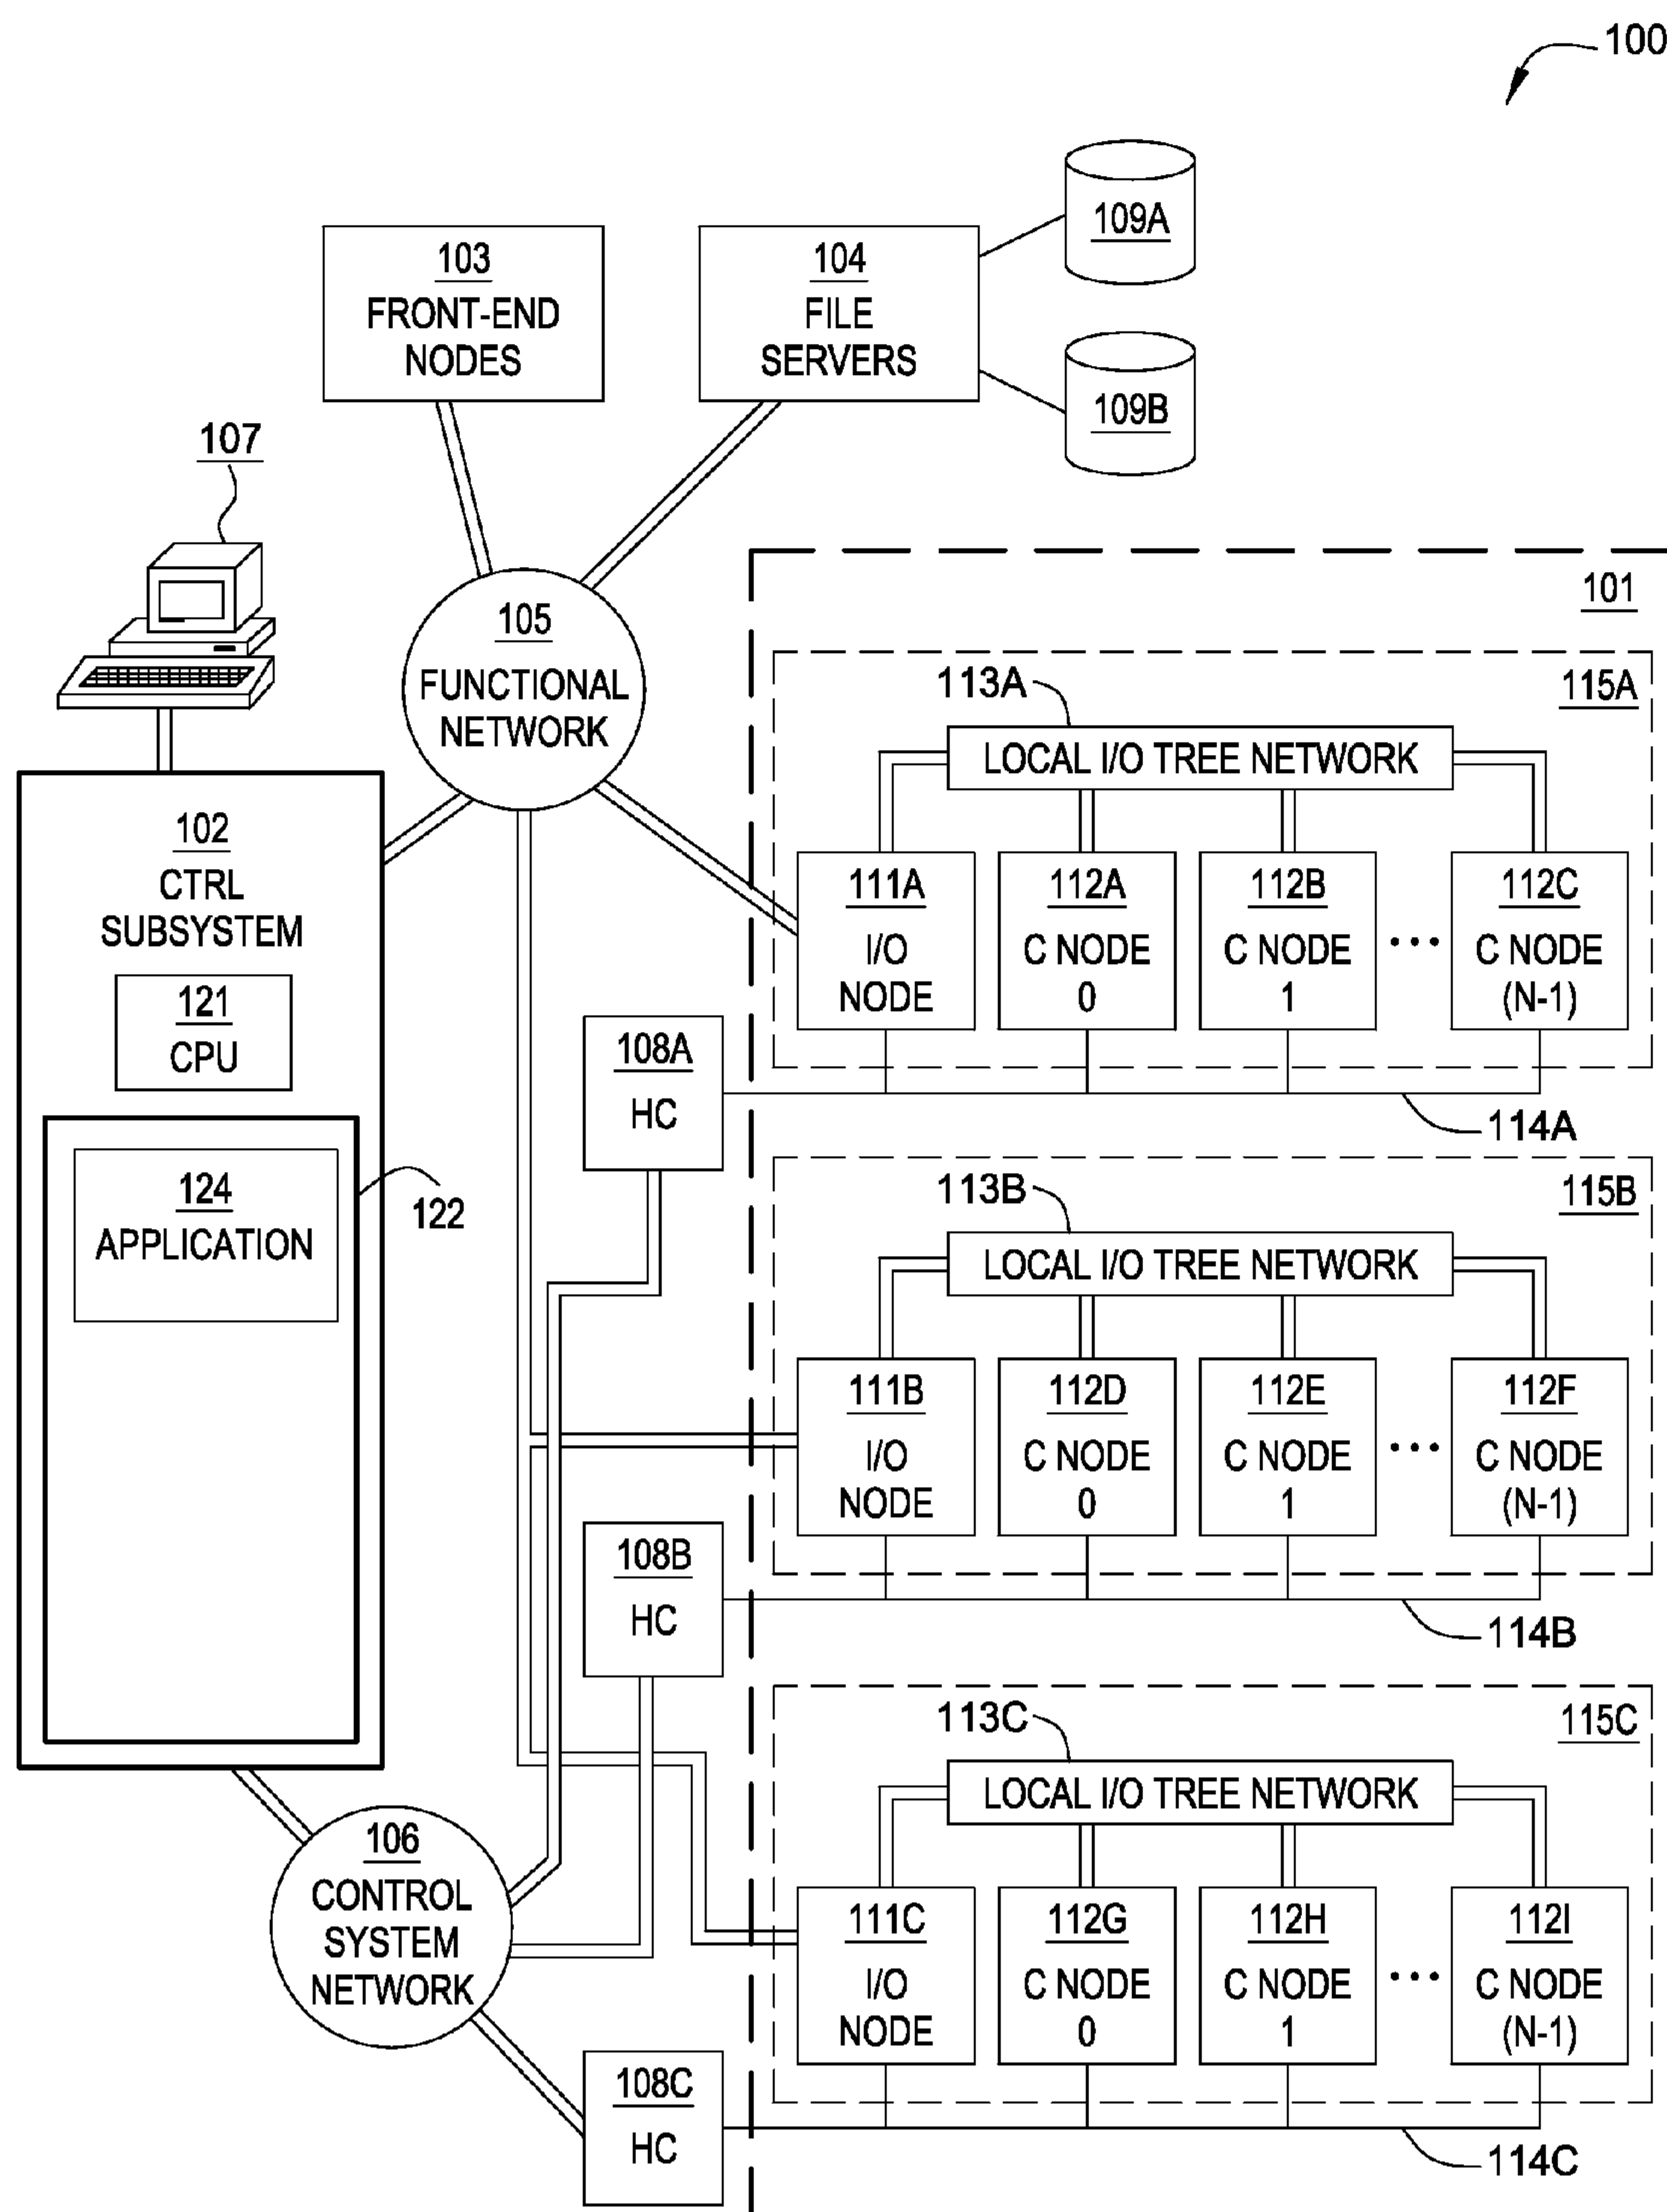 100
109A
103
FRONT-END
NODES
104
FILE
SERVERS
109B
107
105
FUNCTIONAL
NETWORK
101
115A
113A
LOCAL I/O TREE NETWORK
102
CTRL
SUBSYSTEM
111A
I/O
NODE
112A
C NODE
0
112B
C NODE
1
•••
112C
C NODE
(N-1)
121
CPU
108A
HC
114A
124
APPLICATION
122
115B
113B
LOCAL I/O TREE NETWORK
111B
I/O
NODE
112D
C NODE
0
112E
C NODE
1
•••
112F
C NODE
(N-1)
108B
HC
114B
115C
113C
LOCAL I/O TREE NETWORK
106
CONTROL
SYSTEM
NETWORK
111C
I/O
NODE
112G
C NODE
0
112H
C NODE
1
•••
112I
C NODE
(N-1)
108C
HC
114C